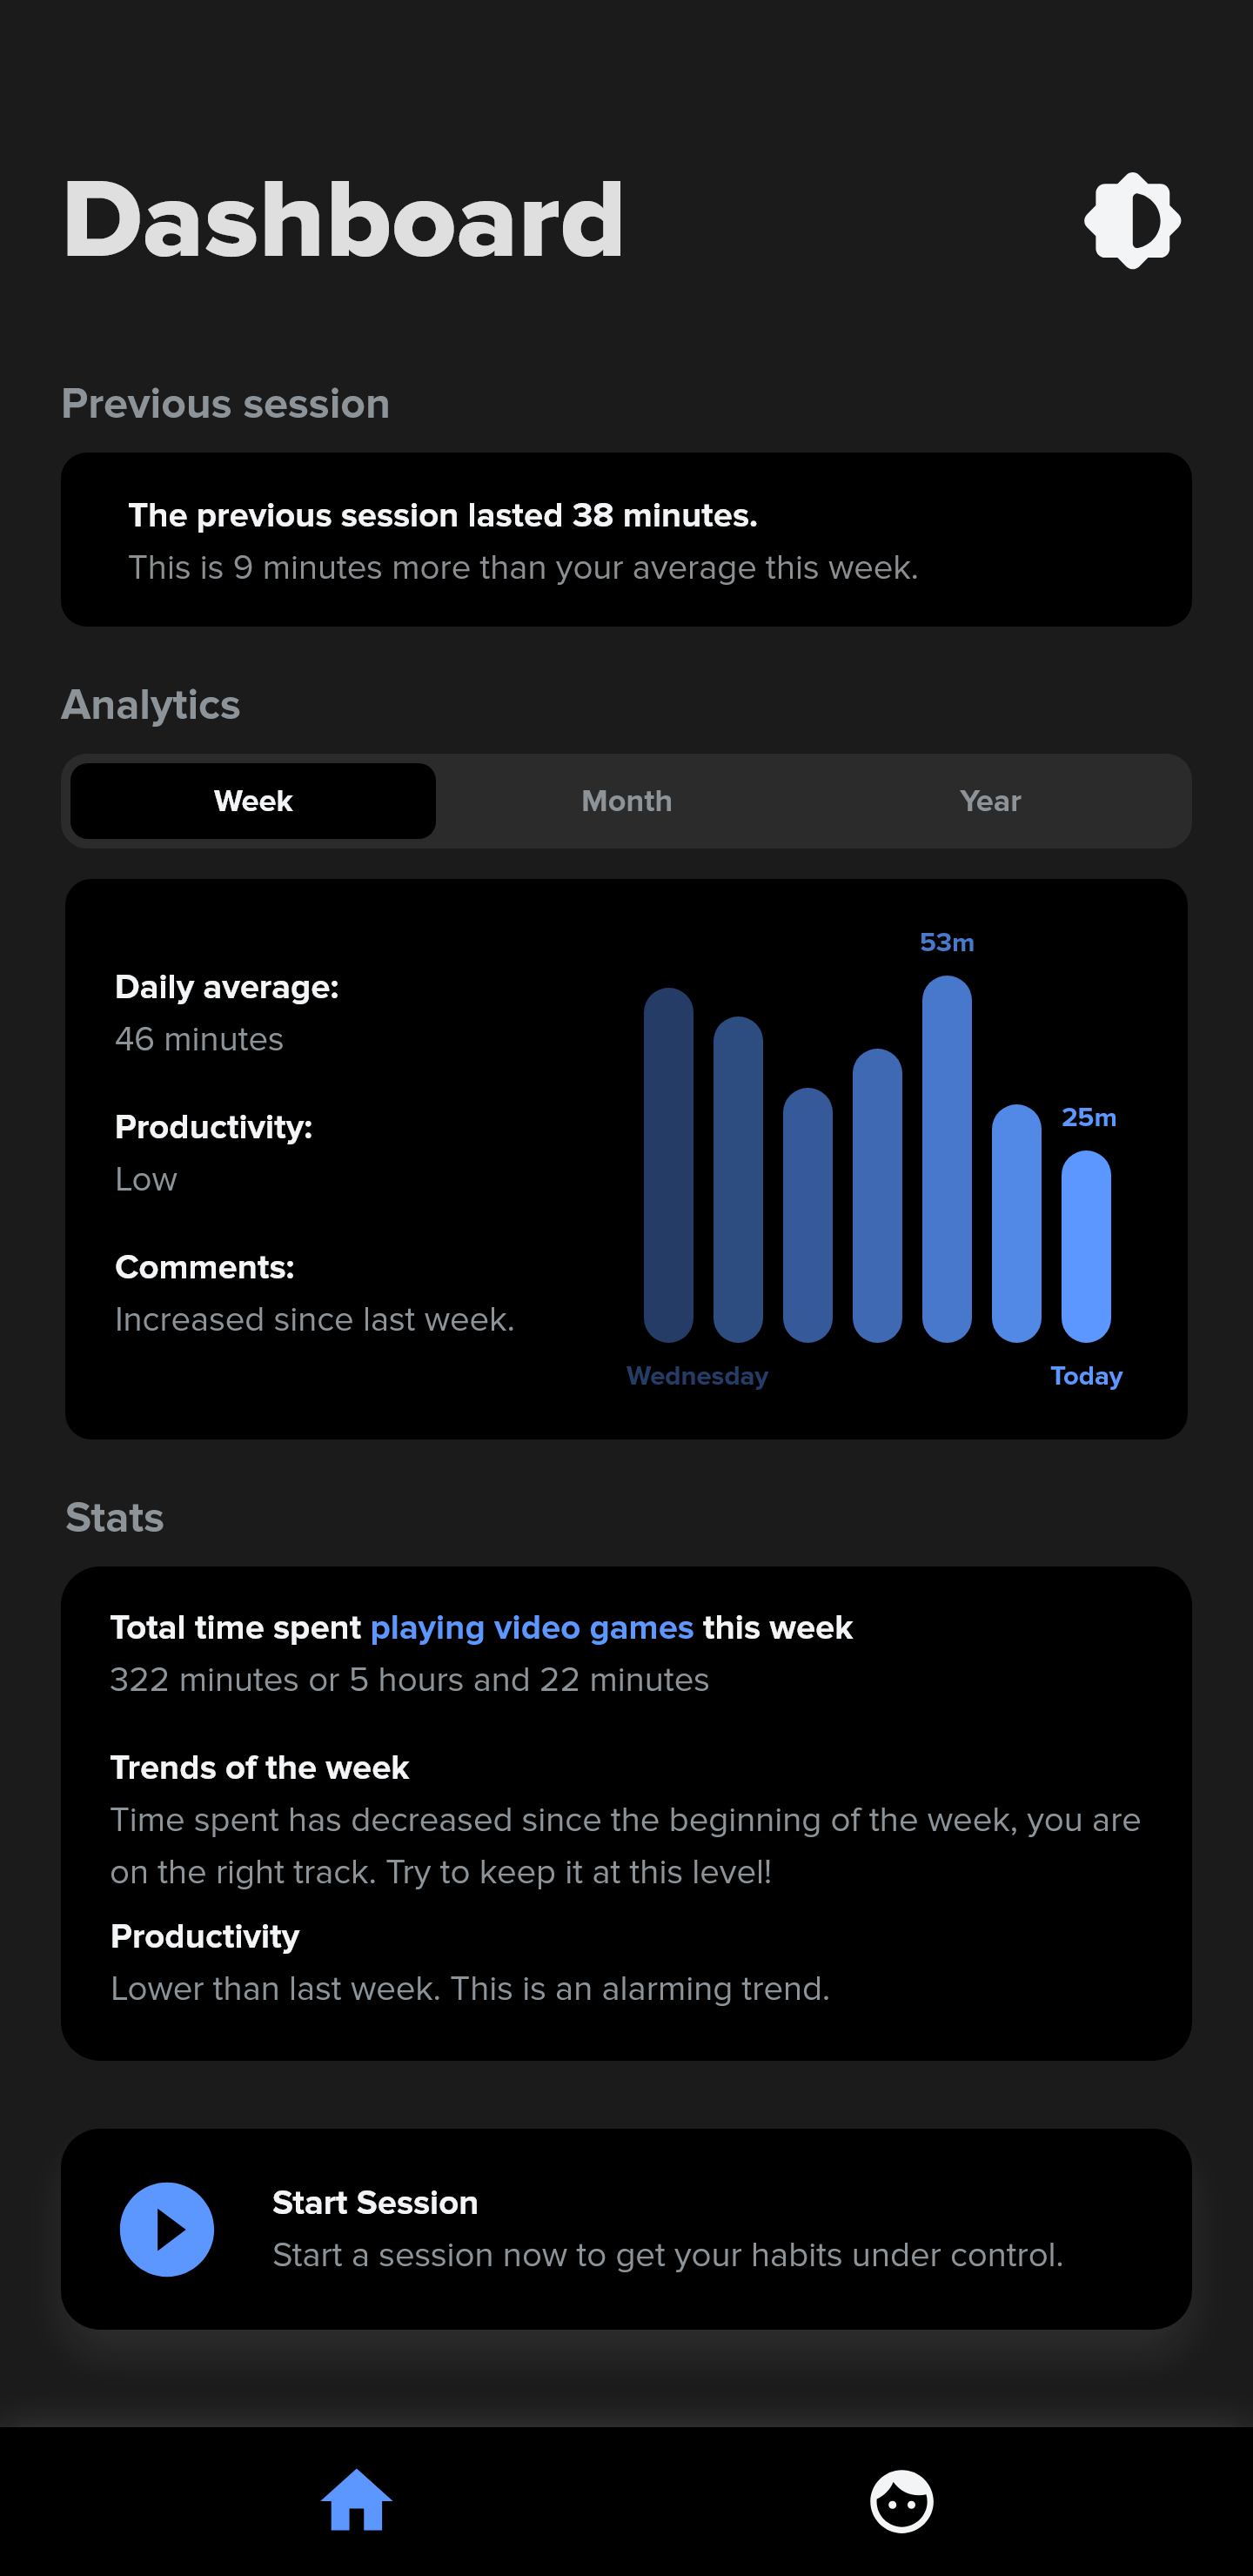 Dashboard
Previous session
The previous session lasted 38 minutes.
This is 9 minutes more than your average this week.
Analytics
Week Month Year
Daily average:
46 minutes
Productivity:
Low
Comments:
Increased since last week.
53m
25m
Wednesday Today
Stats
Total time spent playing video games this week
322 minutes or 5 hours and 22 minutes
Trends of the week
Time spent has decreased since the beginning of the week, you are
on the right track. Try to keep it at this level!
Productivity
Lower than last week. This is an alarming trend.
Start Session
Start a session now to get your habits under control.